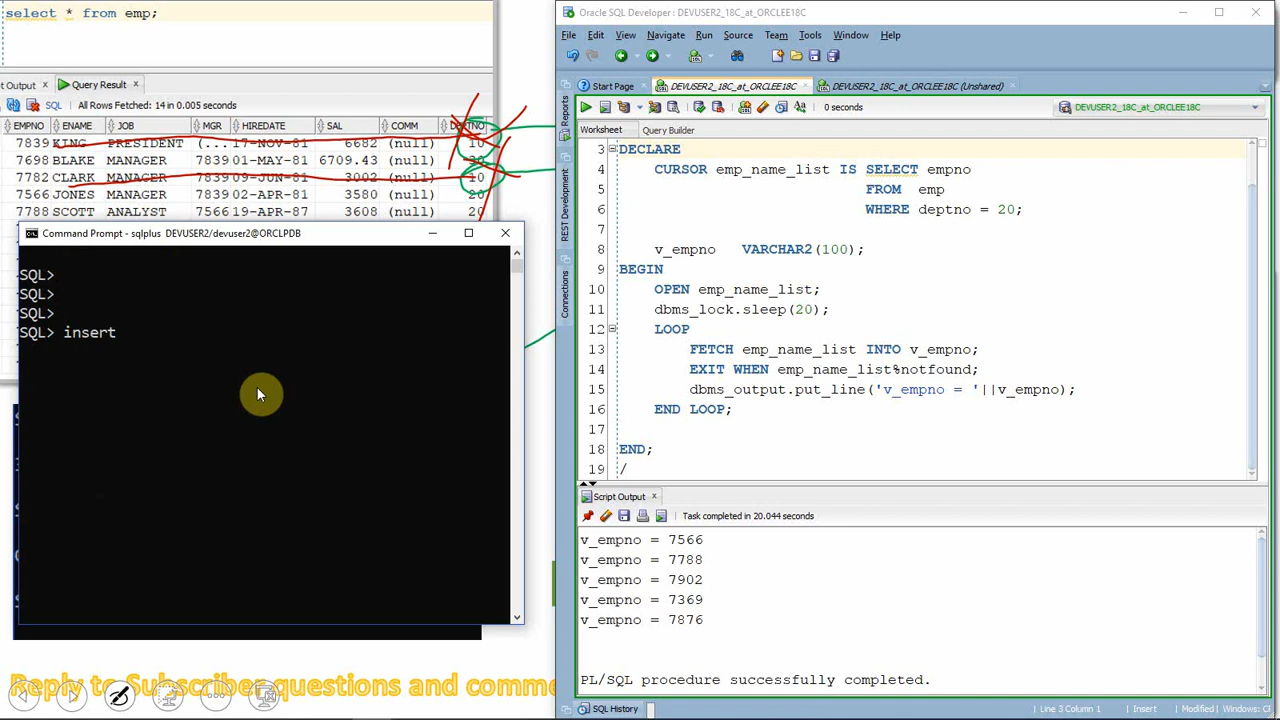 select * from emp;
t Output
Query Result
SQL | All Rows Fetched: 14 in 0.005 seconds
EMPNO ENAME JOB MGR HIREDATE SAL COMM DEPTNO
7839 KING PRESIDENT (... 17-NOV-81 6682 (null) 10
7698 BLAKE MANAGER 7839 01-MAY-81 6709.43 (null)
7782 CLARK MANAGER 7839 09-JUN-81 3002 (null) 10
7566 JONES MANAGER 7839 02-APR-81 3580 (null) 20
7788 SCOTT ANALYST 7566 19-APR-87 3608 (null) 20
Command Prompt - sqlplus DEVUSER2/devuser2@ORCLPDB
SQL>
SQL>
SQL>
SQL> insert
Reply to Subscriber questions and comme
Oracle SQL Developer : DEVUSER2_18C_at_ORCLEE18C
File Edit View Navigate Run Source Team Tools Window Help
Start Page
DEVUSER2_18C_at_ORCLEE18C
DEVUSER2_18C_at_ORCLEE18C (Unshared)
0 seconds
DEVUSER2_18C_at_ORCLEE18C
Worksheet Query Builder
Reports
REST Development
Connections
3 DECLARE
4 CURSOR emp_name_list IS SELECT empno
5 FROM emp
6 WHERE deptno = 20;
7
8 v_empno VARCHAR2(100);
9 BEGIN
10 OPEN emp_name_list;
11 dbms_lock.sleep(20);
12 LOOP
13 FETCH emp_name_list INTO v_empno;
14 EXIT WHEN emp_name_list%notfound;
15 dbms_output.put_line('v_empno = '||v_empno);
16 END LOOP;
17
18 END;
19 /
Script Output
Task completed in 20.044 seconds
v_empno = 7566
v_empno = 7788
v_empno = 7902
v_empno = 7369
v_empno = 7876
PL/SQL procedure successfully completed.
SQL History
Line 3 Column 1 Insert Modified Windows: C